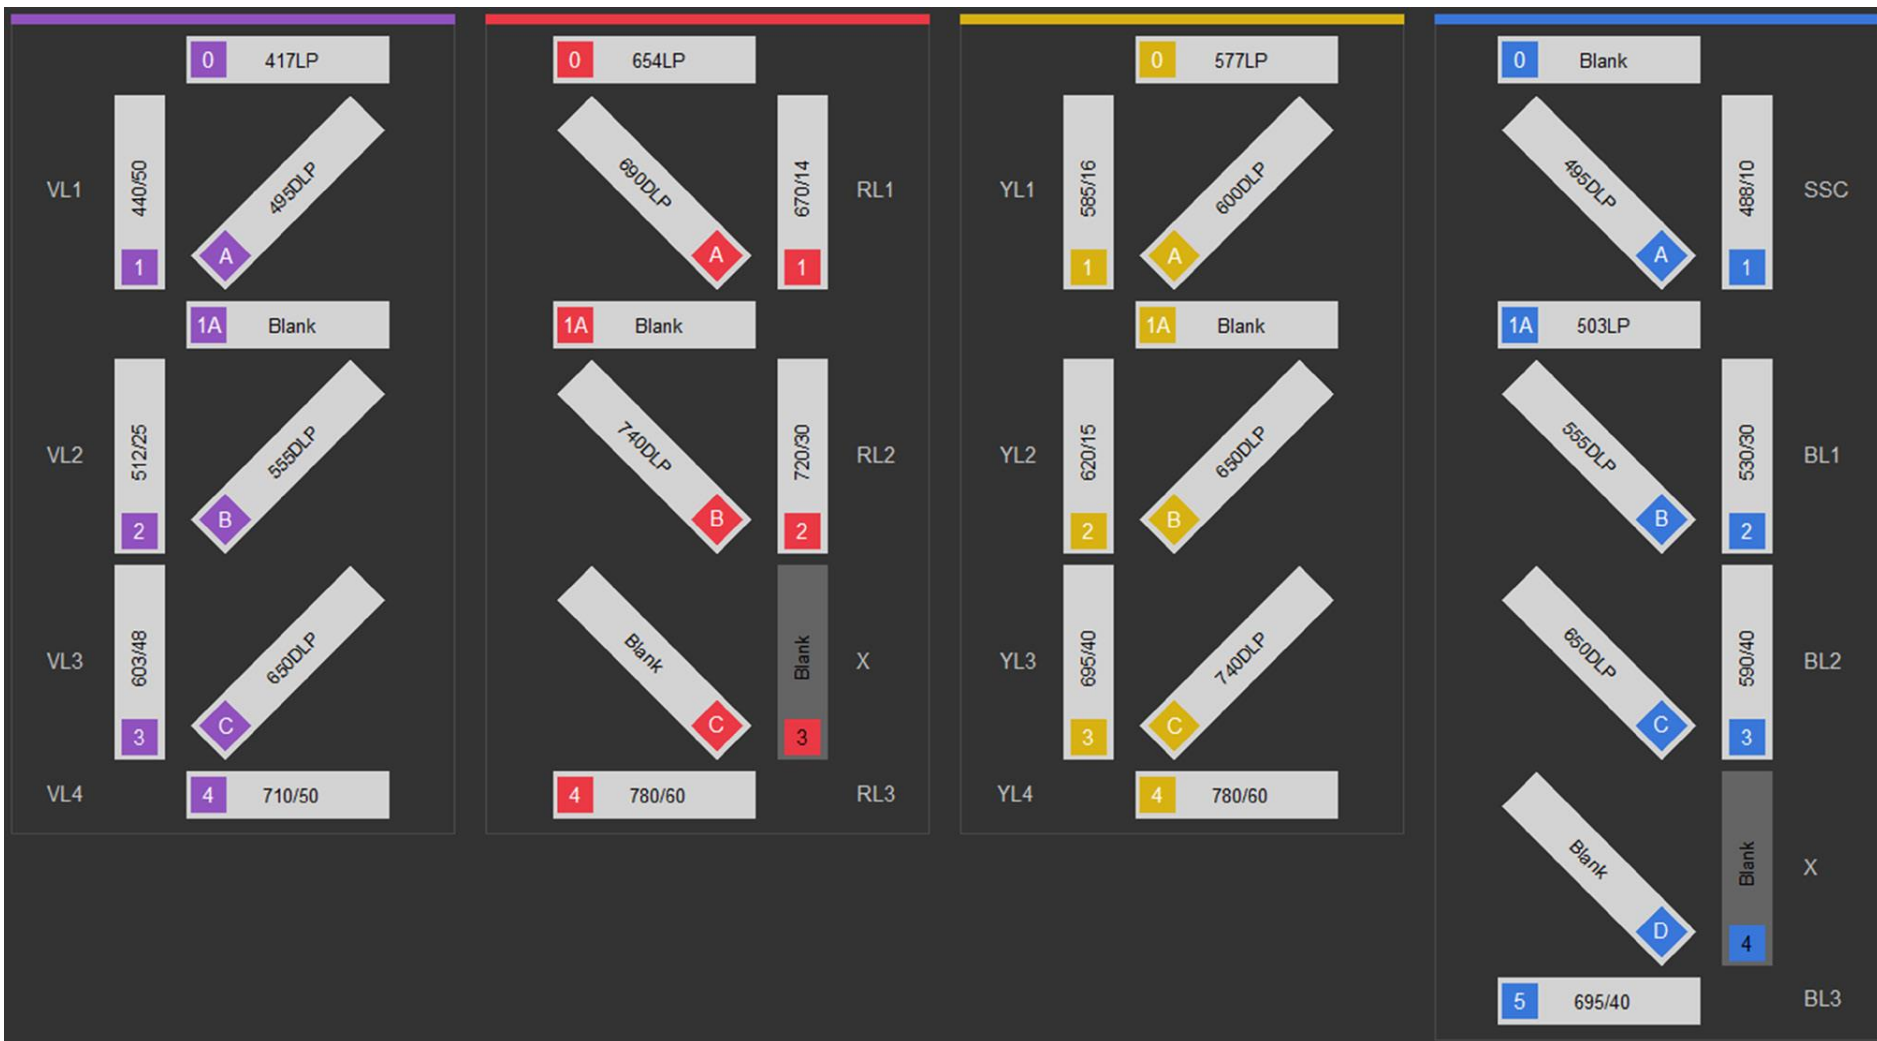 0 417LP
VL1 440/50 1 495DLP A
1A Blank
VL2 512/25 2 555DLP B
VL3 603/48 3 650DLP C
VL4 4 710/50
0 654LP
690DLP A 670/14 1 RL1
1A Blank
740DLP B 720/30 2 RL2
Blank C Blank 3 X
4 780/60 RL3
0 577LP
YL1 585/16 1 600DLP A
1A Blank
YL2 620/15 2 650DLP B
YL3 695/40 3 740DLP C
YL4 4 780/60
0 Blank
495DLP A 488/10 1 SSC
1A 503LP
555DLP B 530/30 2 BL1
650DLP C 590/40 3 BL2
Blank D Blank 4 X
5 695/40 BL3